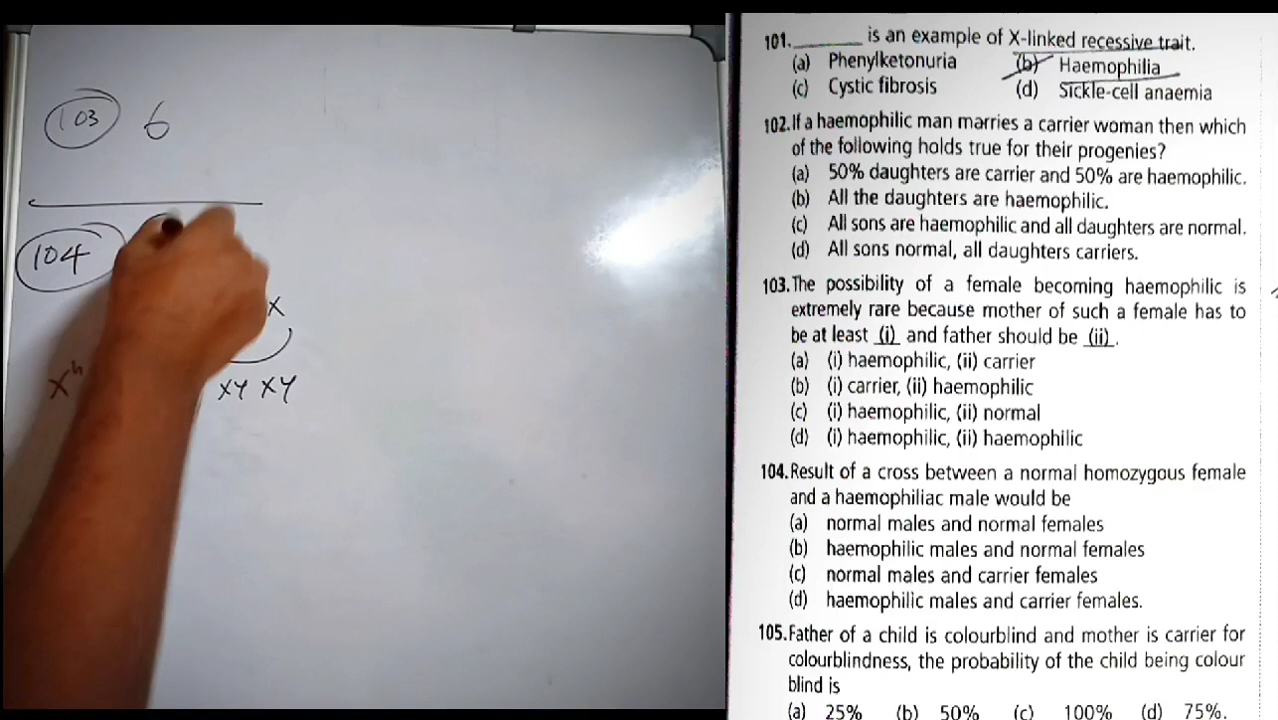 103 6
104
X
X^h
XY XY
101.______ is an example of X-linked recessive trait.
(a) Phenylketonuria (b) Haemophilia
(c) Cystic fibrosis (d) Sickle-cell anaemia
102.If a haemophilic man marries a carrier woman then which
of the following holds true for their progenies?
(a) 50% daughters are carrier and 50% are haemophilic.
(b) All the daughters are haemophilic.
(c) All sons are haemophilic and all daughters are normal.
(d) All sons normal, all daughters carriers.
103.The possibility of a female becoming haemophilic is
extremely rare because mother of such a female has to
be at least (i) and father should be (ii).
(a) (i) haemophilic, (ii) carrier
(b) (i) carrier, (ii) haemophilic
(c) (i) haemophilic, (ii) normal
(d) (i) haemophilic, (ii) haemophilic
104.Result of a cross between a normal homozygous female
and a haemophiliac male would be
(a) normal males and normal females
(b) haemophilic males and normal females
(c) normal males and carrier females
(d) haemophilic males and carrier females.
105.Father of a child is colourblind and mother is carrier for
colourblindness, the probability of the child being colour
blind is
(a) 25% (b) 50% (c) 100% (d) 75%.